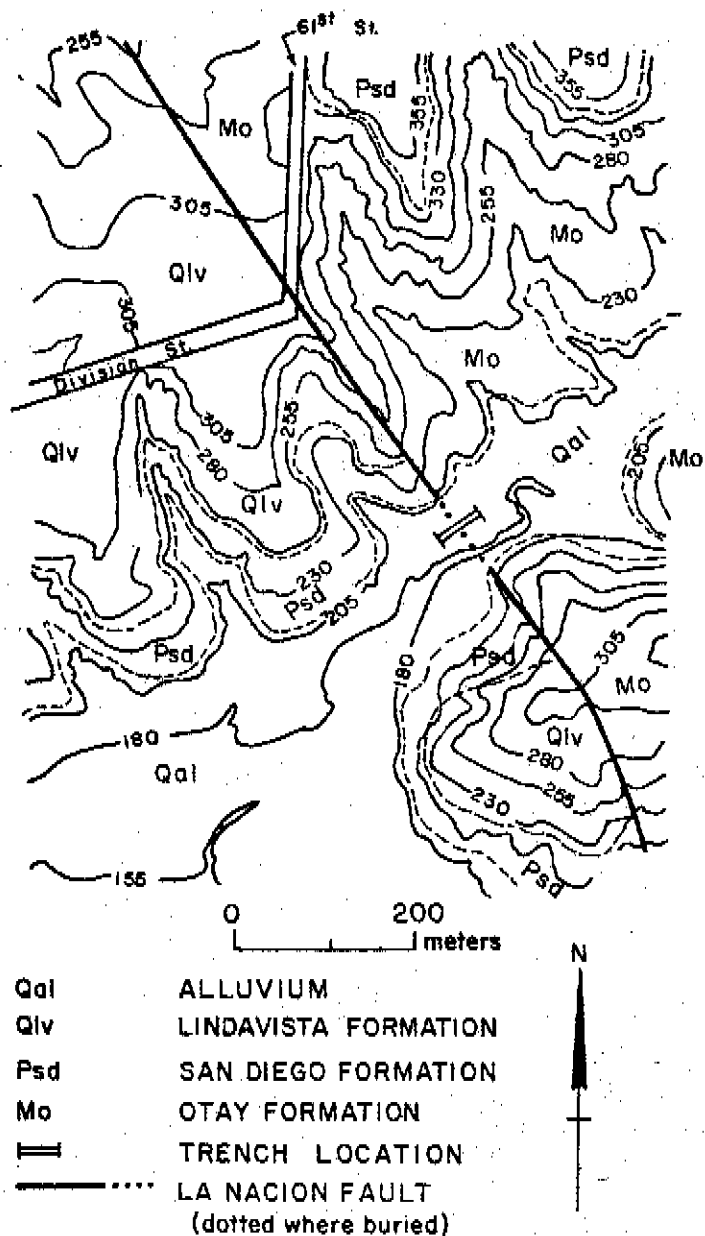 61st St.
255
Psd
355
Psd
355
Mo
305
280
330
255
305
Mo
Qlv
230
305
Division St.
Mo
305
255
Qal
Qlv
280
205
Mo
Qlv
230
Psd
205
Psd
Psd
180
305
Mo
180
Qlv
Qal
280
255
230
155
Psd
0 200
meters
N
Qal ALLUVIUM
Qlv LINDAVISTA FORMATION
Psd SAN DIEGO FORMATION
Mo OTAY FORMATION
TRENCH LOCATION
LA NACION FAULT
(dotted where buried)